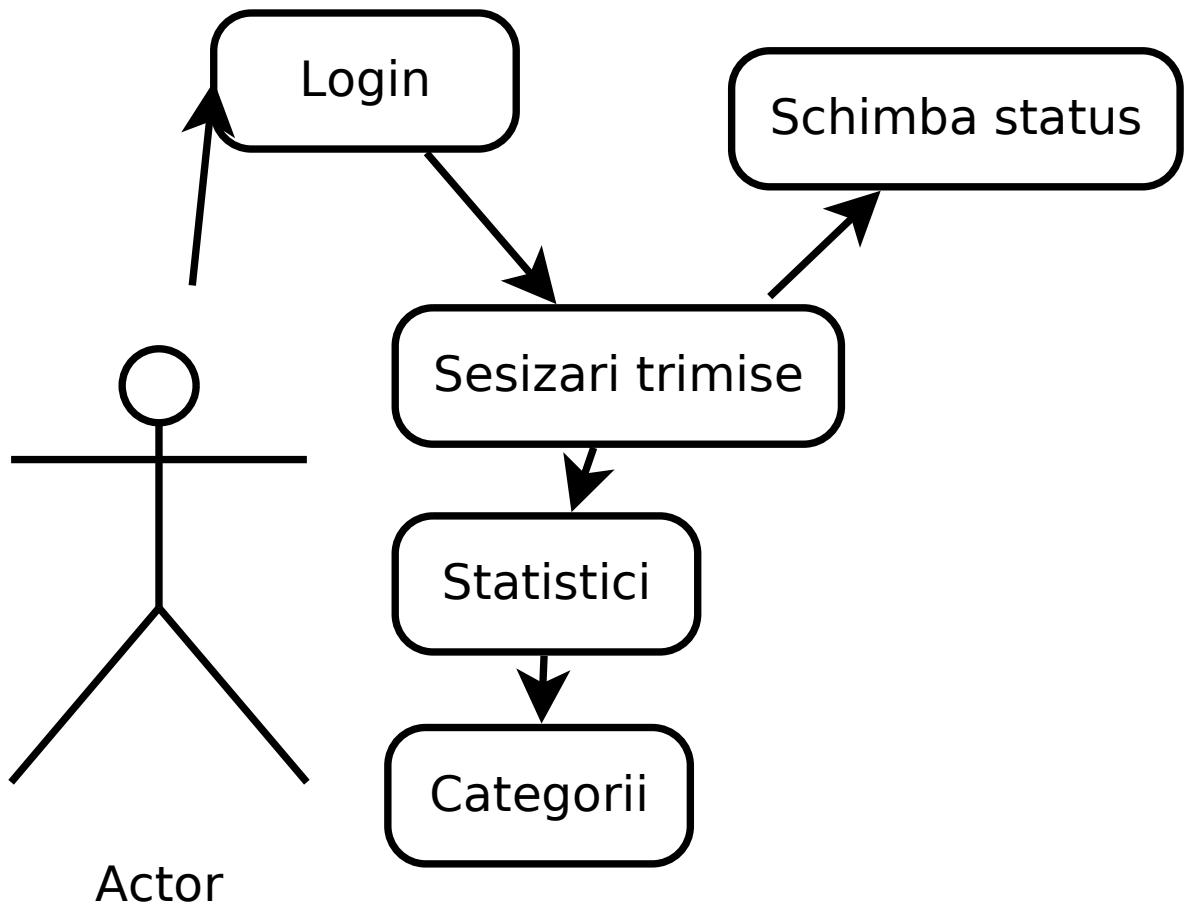 Login
Schimba status
Sesizari trimise
Statistici
Categorii
Actor